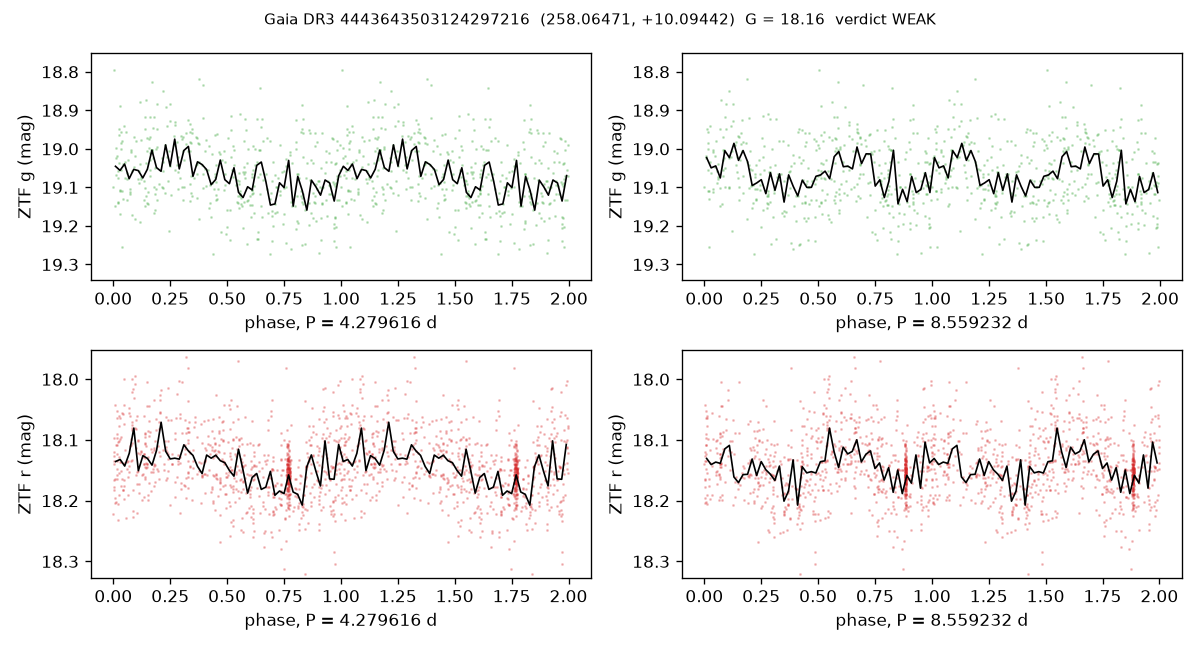 Gaia DR3 4443643503124297216 (258.06471, +10.09442) G = 18.16 verdict WEAK
ZTF g (mag)
18.8
18.9
19.0
19.1
19.2
19.3
0.00 0.25 0.50 0.75 1.00 1.25 1.50 1.75 2.00
phase, P = 4.279616 d
ZTF g (mag)
18.8
18.9
19.0
19.1
19.2
19.3
0.00 0.25 0.50 0.75 1.00 1.25 1.50 1.75 2.00
phase, P = 8.559232 d
ZTF r (mag)
18.0
18.1
18.2
18.3
0.00 0.25 0.50 0.75 1.00 1.25 1.50 1.75 2.00
phase, P = 4.279616 d
ZTF r (mag)
18.0
18.1
18.2
18.3
0.00 0.25 0.50 0.75 1.00 1.25 1.50 1.75 2.00
phase, P = 8.559232 d